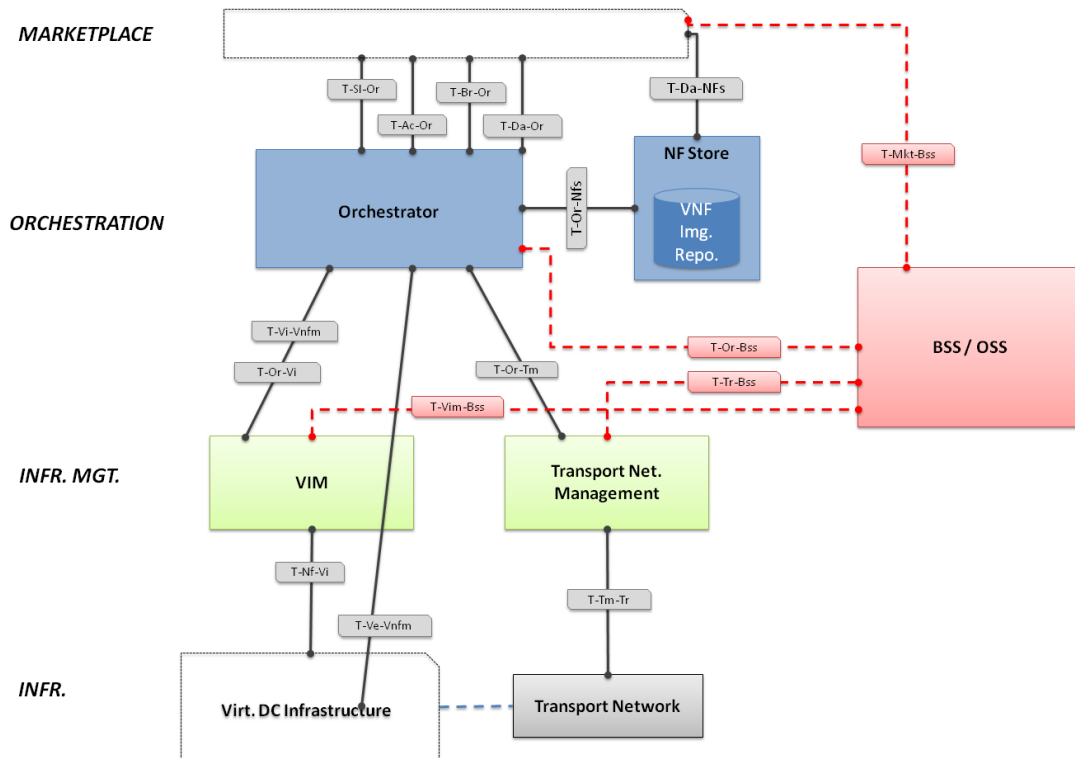 MARKETPLACE
T-Sl-Or
T-Br-Or
T-Da-NFs
T-Ac-Or
T-Da-Or
T-Mkt-Bss
NF Store
ORCHESTRATION
Orchestrator
T-Or-Nfs
VNF
Img.
Repo.
T-Vi-Vnfm
T-Or-Vi
T-Or-Tm
T-Or-Bss
BSS / OSS
T-Tr-Bss
T-Vim-Bss
INFR. MGT.
VIM
Transport Net.
Management
T-Nf-Vi
T-Tm-Tr
T-Ve-Vnfm
INFR.
Virt. DC Infrastructure
Transport Network